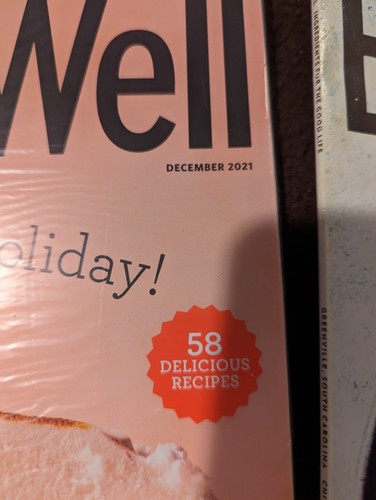 Well
DECEMBER 2021
oliday!
58
DELICIOUS
RECIPES
INGREDIENTS FOR THE GOOD LIFE
GREENVILLE, SOUTH CAROLINA